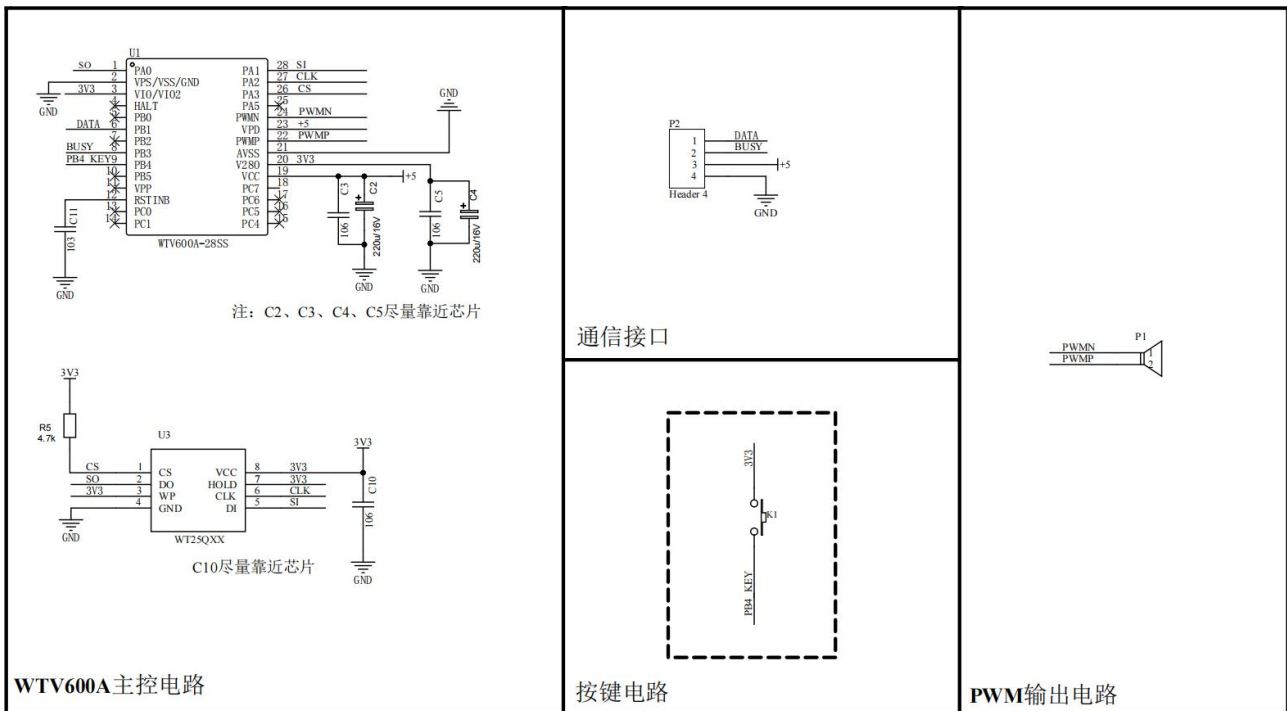 U1
SO 1 PA0 PA1 28 SI
2 VPS/VSS/GND PA2 27 CLK
3V3 3 VIO/VIO2 PA3 26 CS
4 HALT PA5 25
5 PB0 PWMN 24 PWMN
DATA 6 PB1 VPD 23 +5
7 PB2 PWMP 22 PWMP
BUSY 8 PB3 AVSS 21
PB4 KEY 9 PB4 V280 20 3V3
10 PB5 VCC 19
11 VPP PC7 18
12 RSTINB PC6 17
13 PC0 PC5 16
14 PC1 PC4 15
WTV600A-28SS
GND
GND
+5
C11
103
GND
C3
106
C2
220u/16V
GND
C5
106
C4
220u/16V
GND
注：C2、C3、C4、C5尽量靠近芯片
3V3
R5
4.7k
U3
CS 1 CS VCC 8 3V3
SO 2 DO HOLD 7 3V3
3V3 3 WP CLK 6 CLK
4 GND DI 5 SI
WT25QXX
GND
3V3
C10
106
GND
C10尽量靠近芯片
WTV600A主控电路
P2
1 DATA
2 BUSY
3 +5
4
Header 4
GND
通信接口
3V3
K1
PB4 KEY
按键电路
P1
PWMN 1
PWMP 2
PWM输出电路